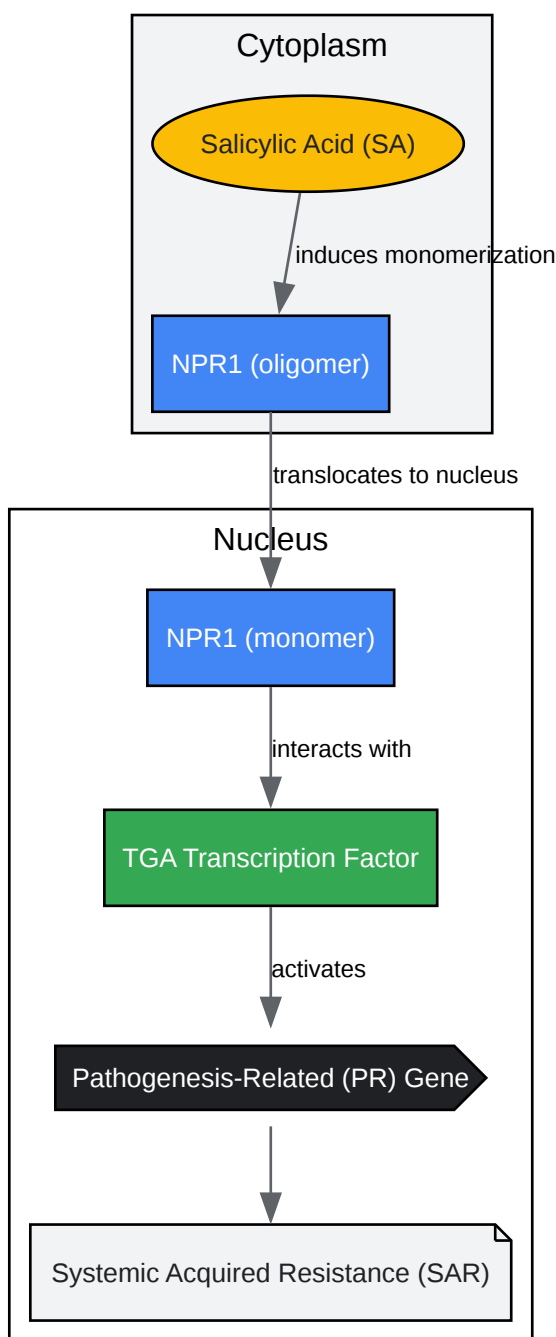 Cytoplasm
Salicylic Acid (SA)
induces monomerization
NPR1 (oligomer)
translocates to nucleus
Nucleus
NPR1 (monomer)
interacts with
TGA Transcription Factor
activates
Pathogenesis-Related (PR) Gene
Systemic Acquired Resistance (SAR)